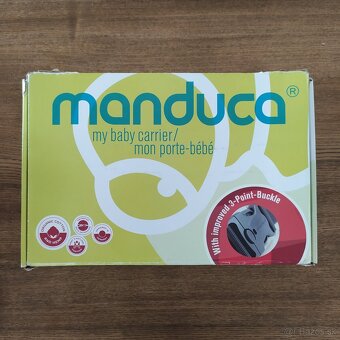 manduca®
my baby carrier/
mon porte-bébé
With improved 3-Point-Buckle